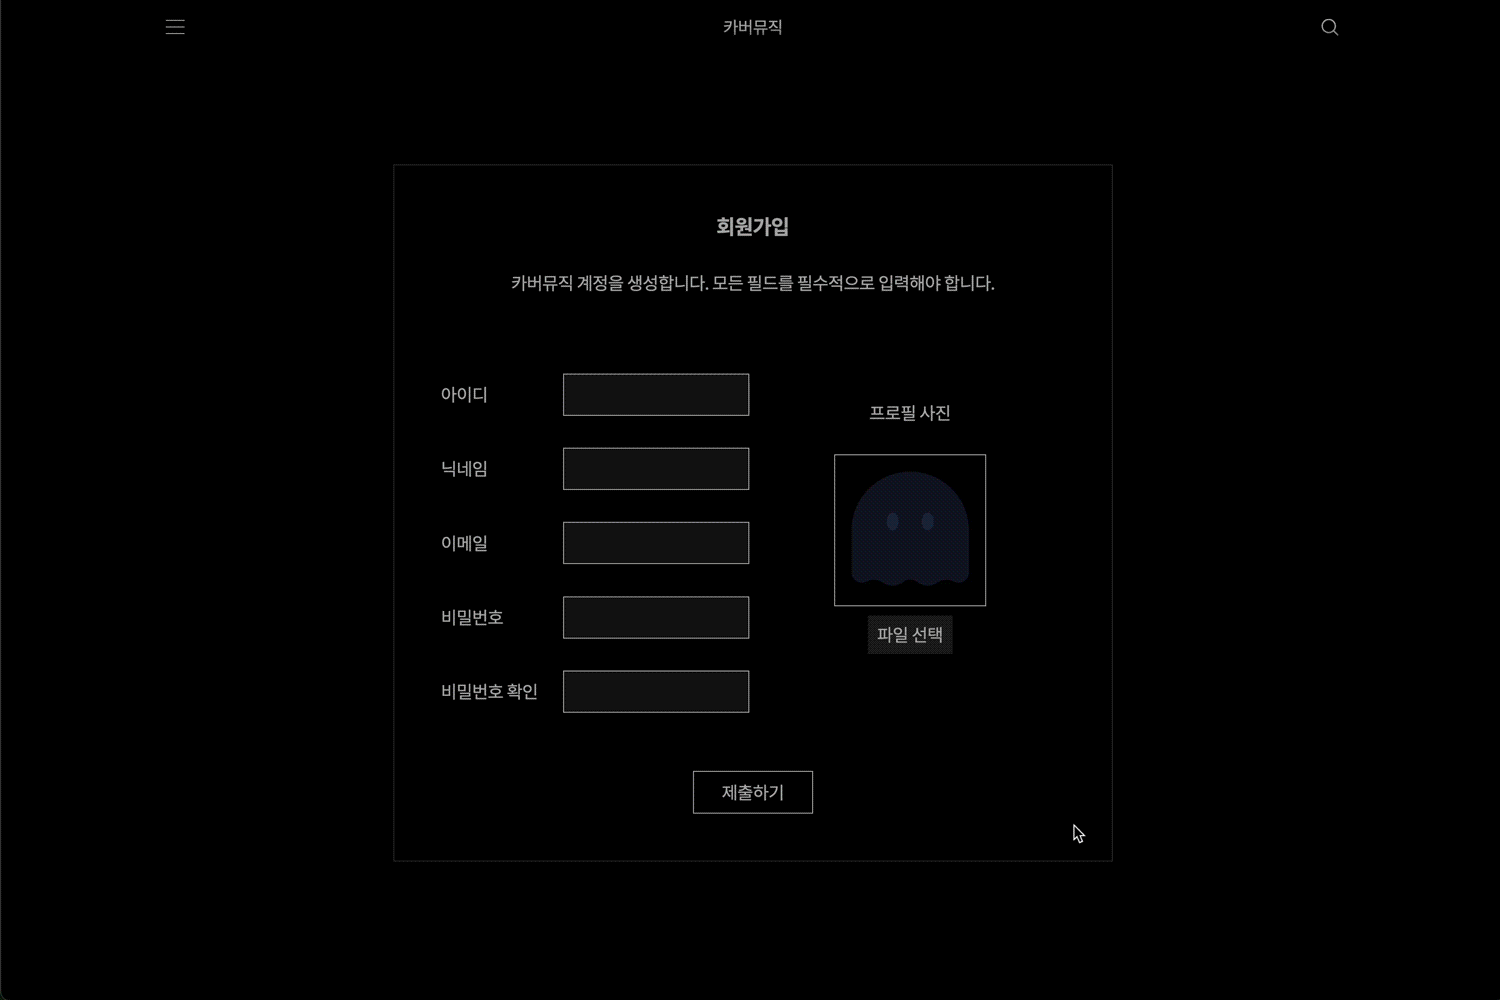 카버뮤직
회원가입
카버뮤직 계정을 생성합니다. 모든 필드를 필수적으로 입력해야 합니다.
아이디
닉네임
이메일
비밀번호
비밀번호 확인
프로필 사진
파일 선택
제출하기